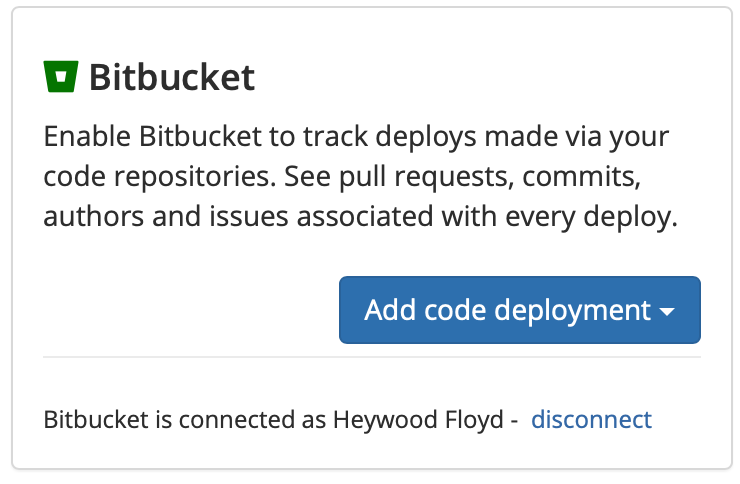 Bitbucket
Enable Bitbucket to track deploys made via your
code repositories. See pull requests, commits,
authors and issues associated with every deploy.
Add code deployment
Bitbucket is connected as Heywood Floyd - disconnect